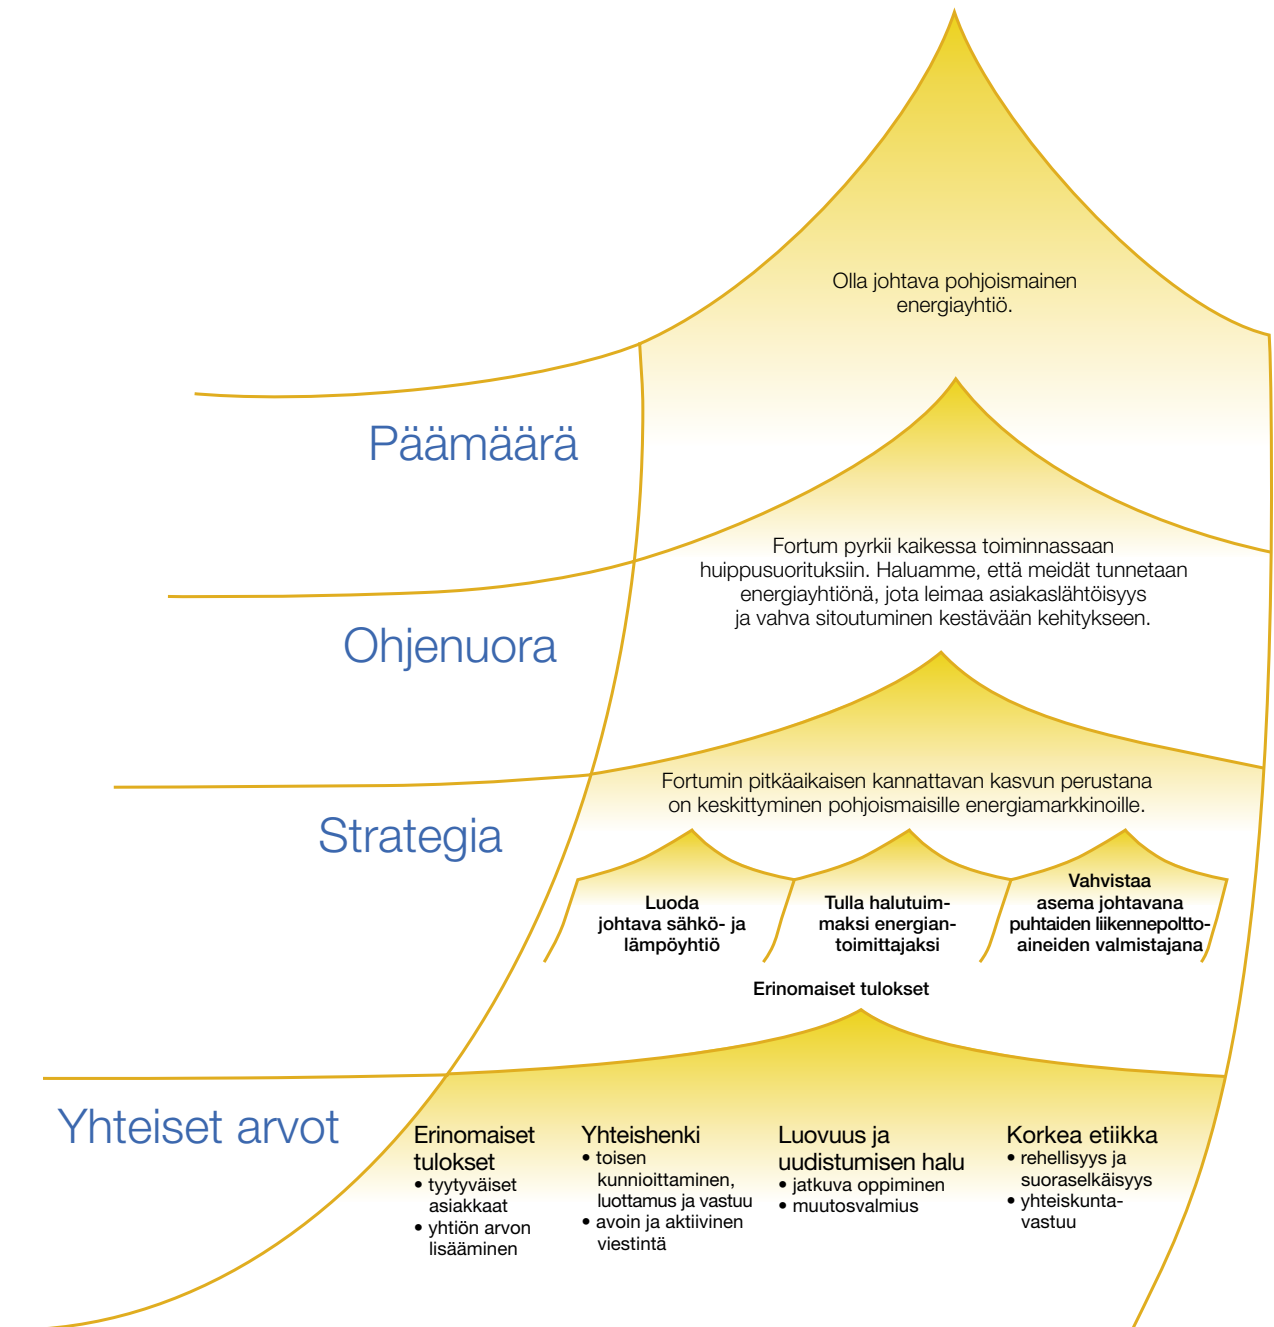 Olla johtava pohjoismainen
energiayhtiö.
Päämäärä
Fortum pyrkii kaikessa toiminnassaan
huippusuorituksiin. Haluamme, että meidät tunnetaan
energiayhtiönä, jota leimaa asiakaslähtöisyys
ja vahva sitoutuminen kestävään kehitykseen.
Ohjenuora
Fortumin pitkäaikaisen kannattavan kasvun perustana
on keskittyminen pohjoismaisille energiamarkkinoille.
Strategia
Luoda
johtava sähkö- ja
lämpöyhtiö
Tulla halutuim-
maksi energian-
toimittajaksi
Vahvistaa
asema johtavana
puhtaiden liikennepoltto-
aineiden valmistajana
Erinomaiset tulokset
Yhteiset arvot
Erinomaiset
tulokset
• tyytyväiset
asiakkaat
• yhtiön arvon
lisääminen
Yhteishenki
• toisen
kunnioittaminen,
luottamus ja vastuu
• avoin ja aktiivinen
viestintä
Luovuus ja
uudistumisen halu
• jatkuva oppiminen
• muutosvalmius
Korkea etiikka
• rehellisyys ja
suoraselkäisyys
• yhteiskunta-
vastuu